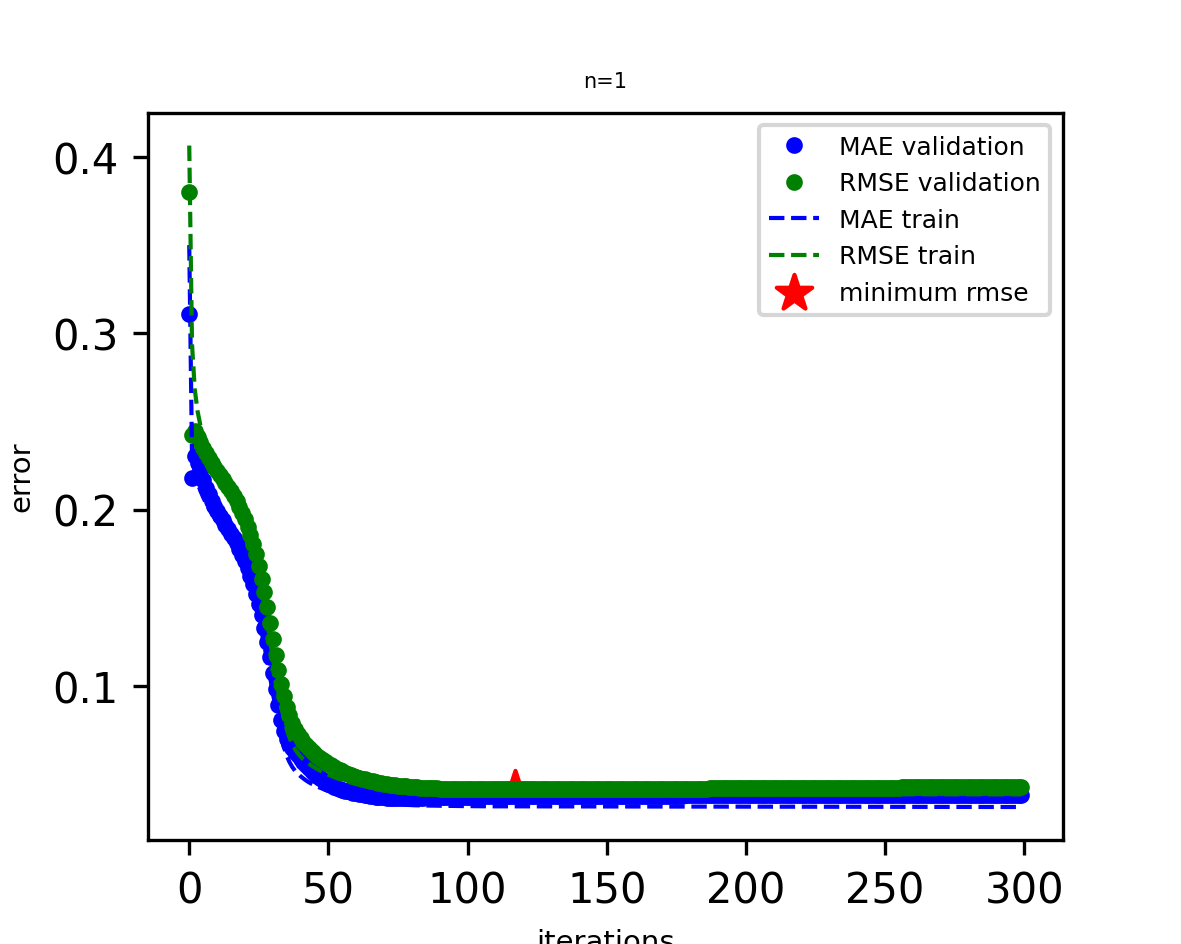 n=1
MAE validation
RMSE validation
MAE train
RMSE train
minimum rmse
error
0.4
0.3
0.2
0.1
0 50 100 150 200 250 300
iterations